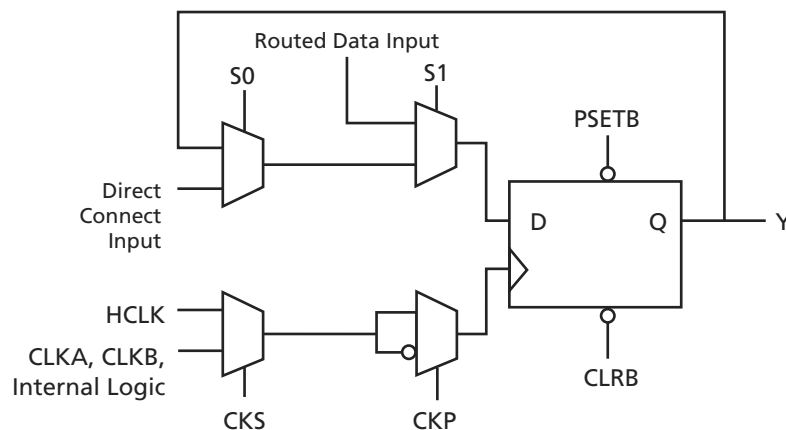 Routed Data Input
S0
S1
PSETB
Direct
Connect
Input
D
Q
Y
HCLK
CLKA, CLKB,
Internal Logic
CLRB
CKS
CKP